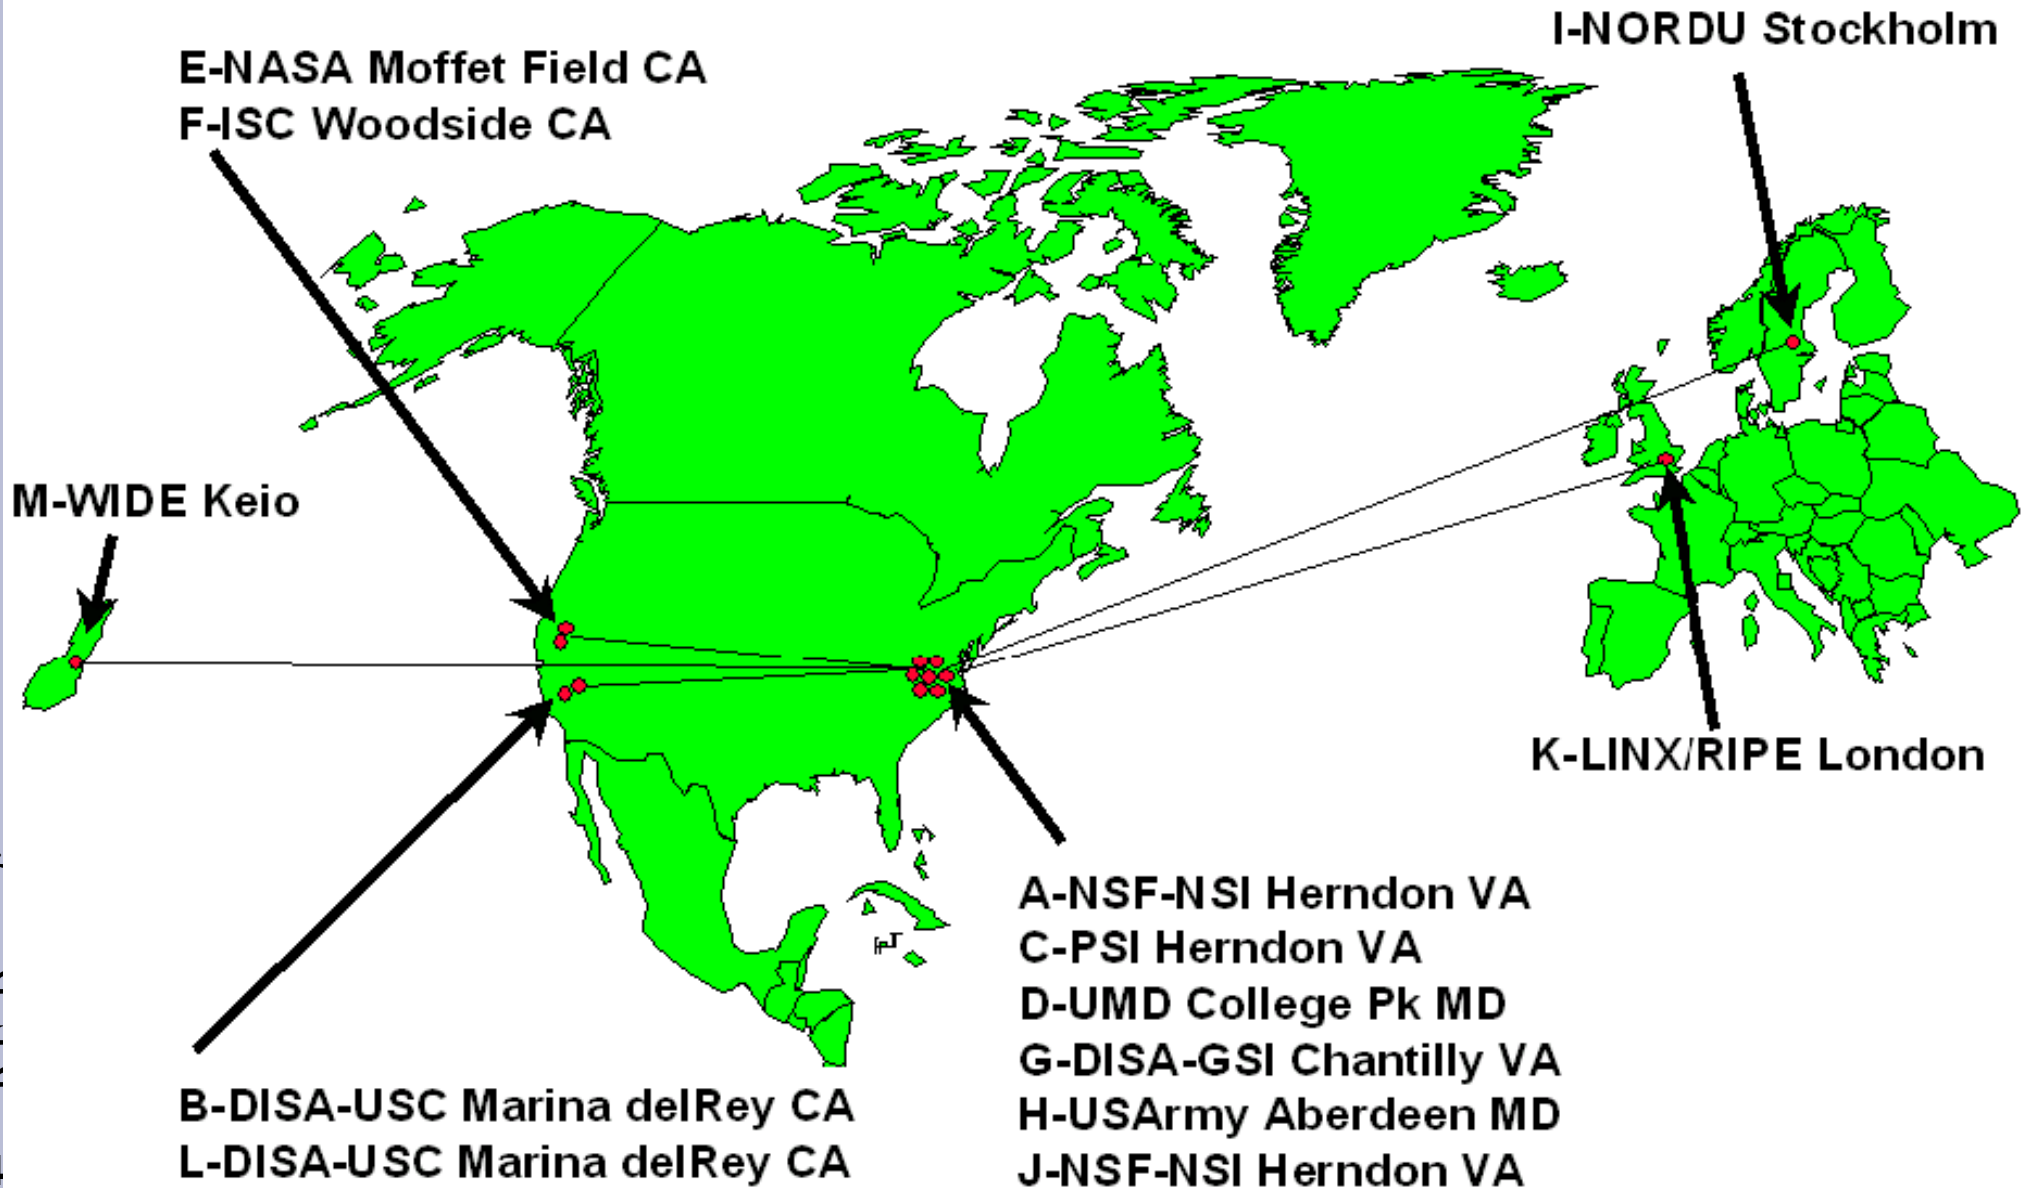 I-NORDU Stockholm
E-NASA Moffet Field CA
F-ISC Woodside CA
M-WIDE Keio
K-LINX/RIPE London
A-NSF-NSI Herndon VA
C-PSI Herndon VA
D-UMD College Pk MD
G-DISA-GSI Chantilly VA
H-USArmy Aberdeen MD
J-NSF-NSI Herndon VA
B-DISA-USC Marina delRey CA
L-DISA-USC Marina delRey CA